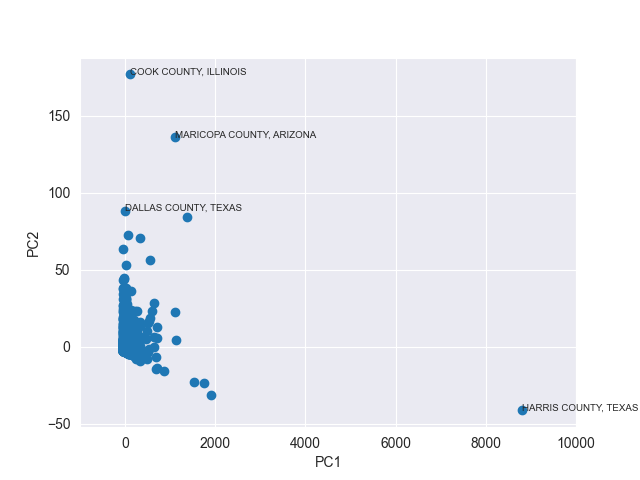 COOK COUNTY, ILLINOIS
150
MARICOPA COUNTY, ARIZONA
100
DALLAS COUNTY, TEXAS
PC2
50
0
HARRIS COUNTY, TEXAS
−50
0 2000 4000 6000 8000 10000
PC1